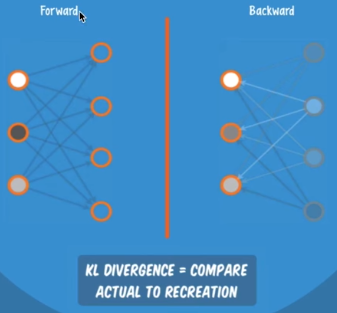 Forward
Backward
KL DIVERGENCE = COMPARE
ACTUAL TO RECREATION